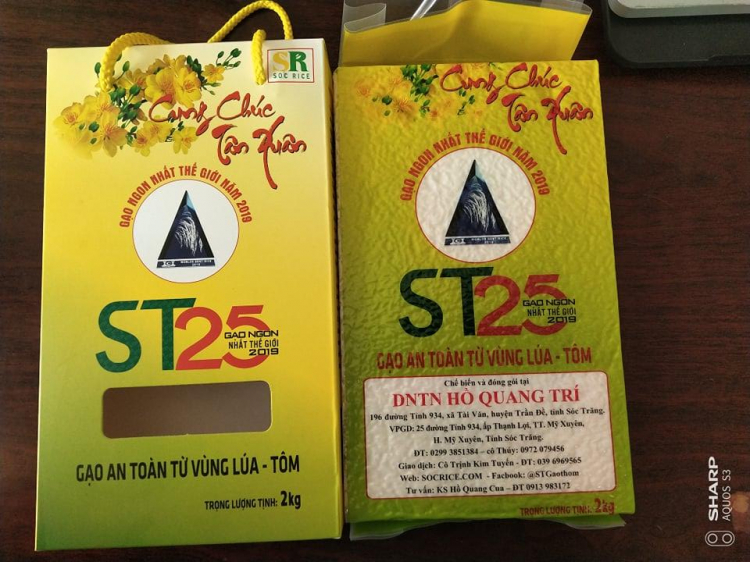 SR
SOC RICE
Cung Chúc
Tân Xuân
GẠO NGON NHẤT THẾ GIỚI NĂM 2019
ST25
GẠO NGON
NHẤT THẾ GIỚI
2019
GẠO AN TOÀN TỪ VÙNG LÚA - TÔM
TRỌNG LƯỢNG TỊNH: 2kg
Cung Chúc
Tân Xuân
GẠO NGON NHẤT THẾ GIỚI NĂM 2019
ST25
GẠO NGON
NHẤT THẾ GIỚI
2019
GẠO AN TOÀN TỪ VÙNG LÚA - TÔM
Chế biến và đóng gói tại
DNTN HỒ QUANG TRÍ
196 đường Tỉnh 934, xã Tài Văn, huyện Trần Đề, tỉnh Sóc Trăng.
VPGD: 25 đường Tỉnh 934, ấp Thạnh Lợi, TT. Mỹ Xuyên,
H. Mỹ Xuyên, Tỉnh Sóc Trăng.
ĐT: 0299 3851384 – cô Thúy: 0972 079456
Giao dịch: Cô Trịnh Kim Tuyến - ĐT: 039 6969565
Web: SOCRICE.COM - Facbook: @STGaothom
Tư vấn: KS Hồ Quang Cua – ĐT 0913 983172
TRỌNG LƯỢNG TỊNH: 2kg
SHARP
AQUOS S3